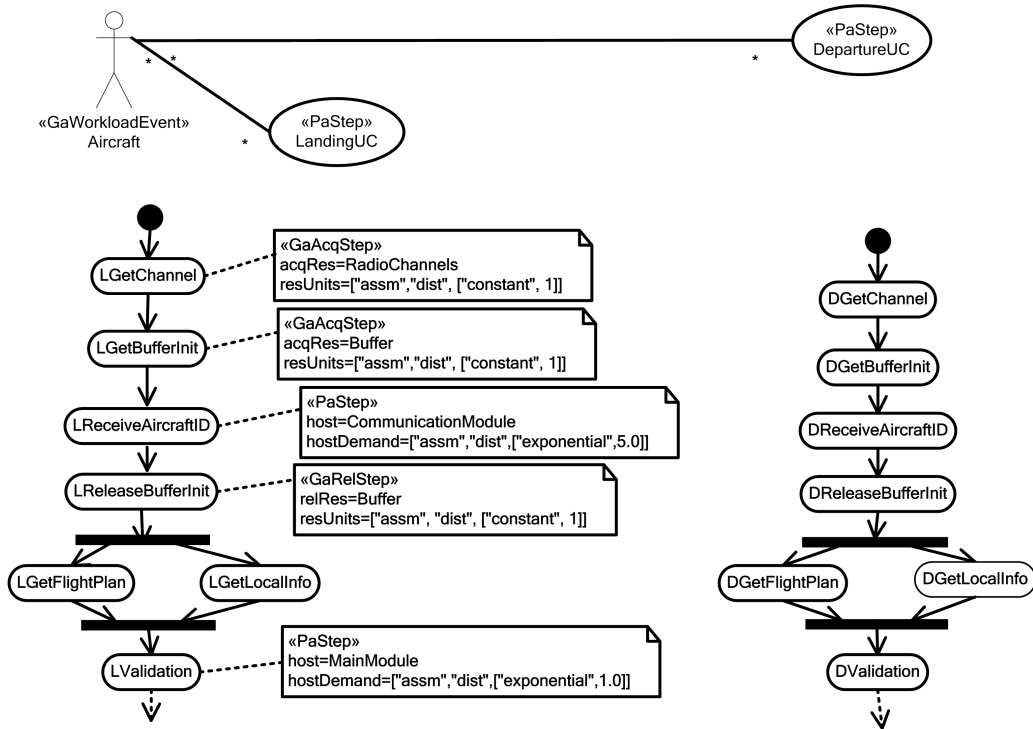 «PaStep»
DepartureUC
*
*
*
«GaWorkloadEvent»
Aircraft
«PaStep»
LandingUC
*
LGetChannel
«GaAcqStep»
acqRes=RadioChannels
resUnits=["assm","dist", ["constant", 1]]
LGetBufferInit
«GaAcqStep»
acqRes=Buffer
resUnits=["assm","dist", ["constant", 1]]
LReceiveAircraftID
«PaStep»
host=CommunicationModule
hostDemand=["assm","dist",["exponential",5.0]]
LReleaseBufferInit
«GaRelStep»
relRes=Buffer
resUnits=["assm", "dist", ["constant", 1]]
LGetFlightPlan
LGetLocalInfo
LValidation
«PaStep»
host=MainModule
hostDemand=["assm","dist",["exponential",1.0]]
DGetChannel
DGetBufferInit
DReceiveAircraftID
DReleaseBufferInit
DGetFlightPlan
DGetLocalInfo
DValidation